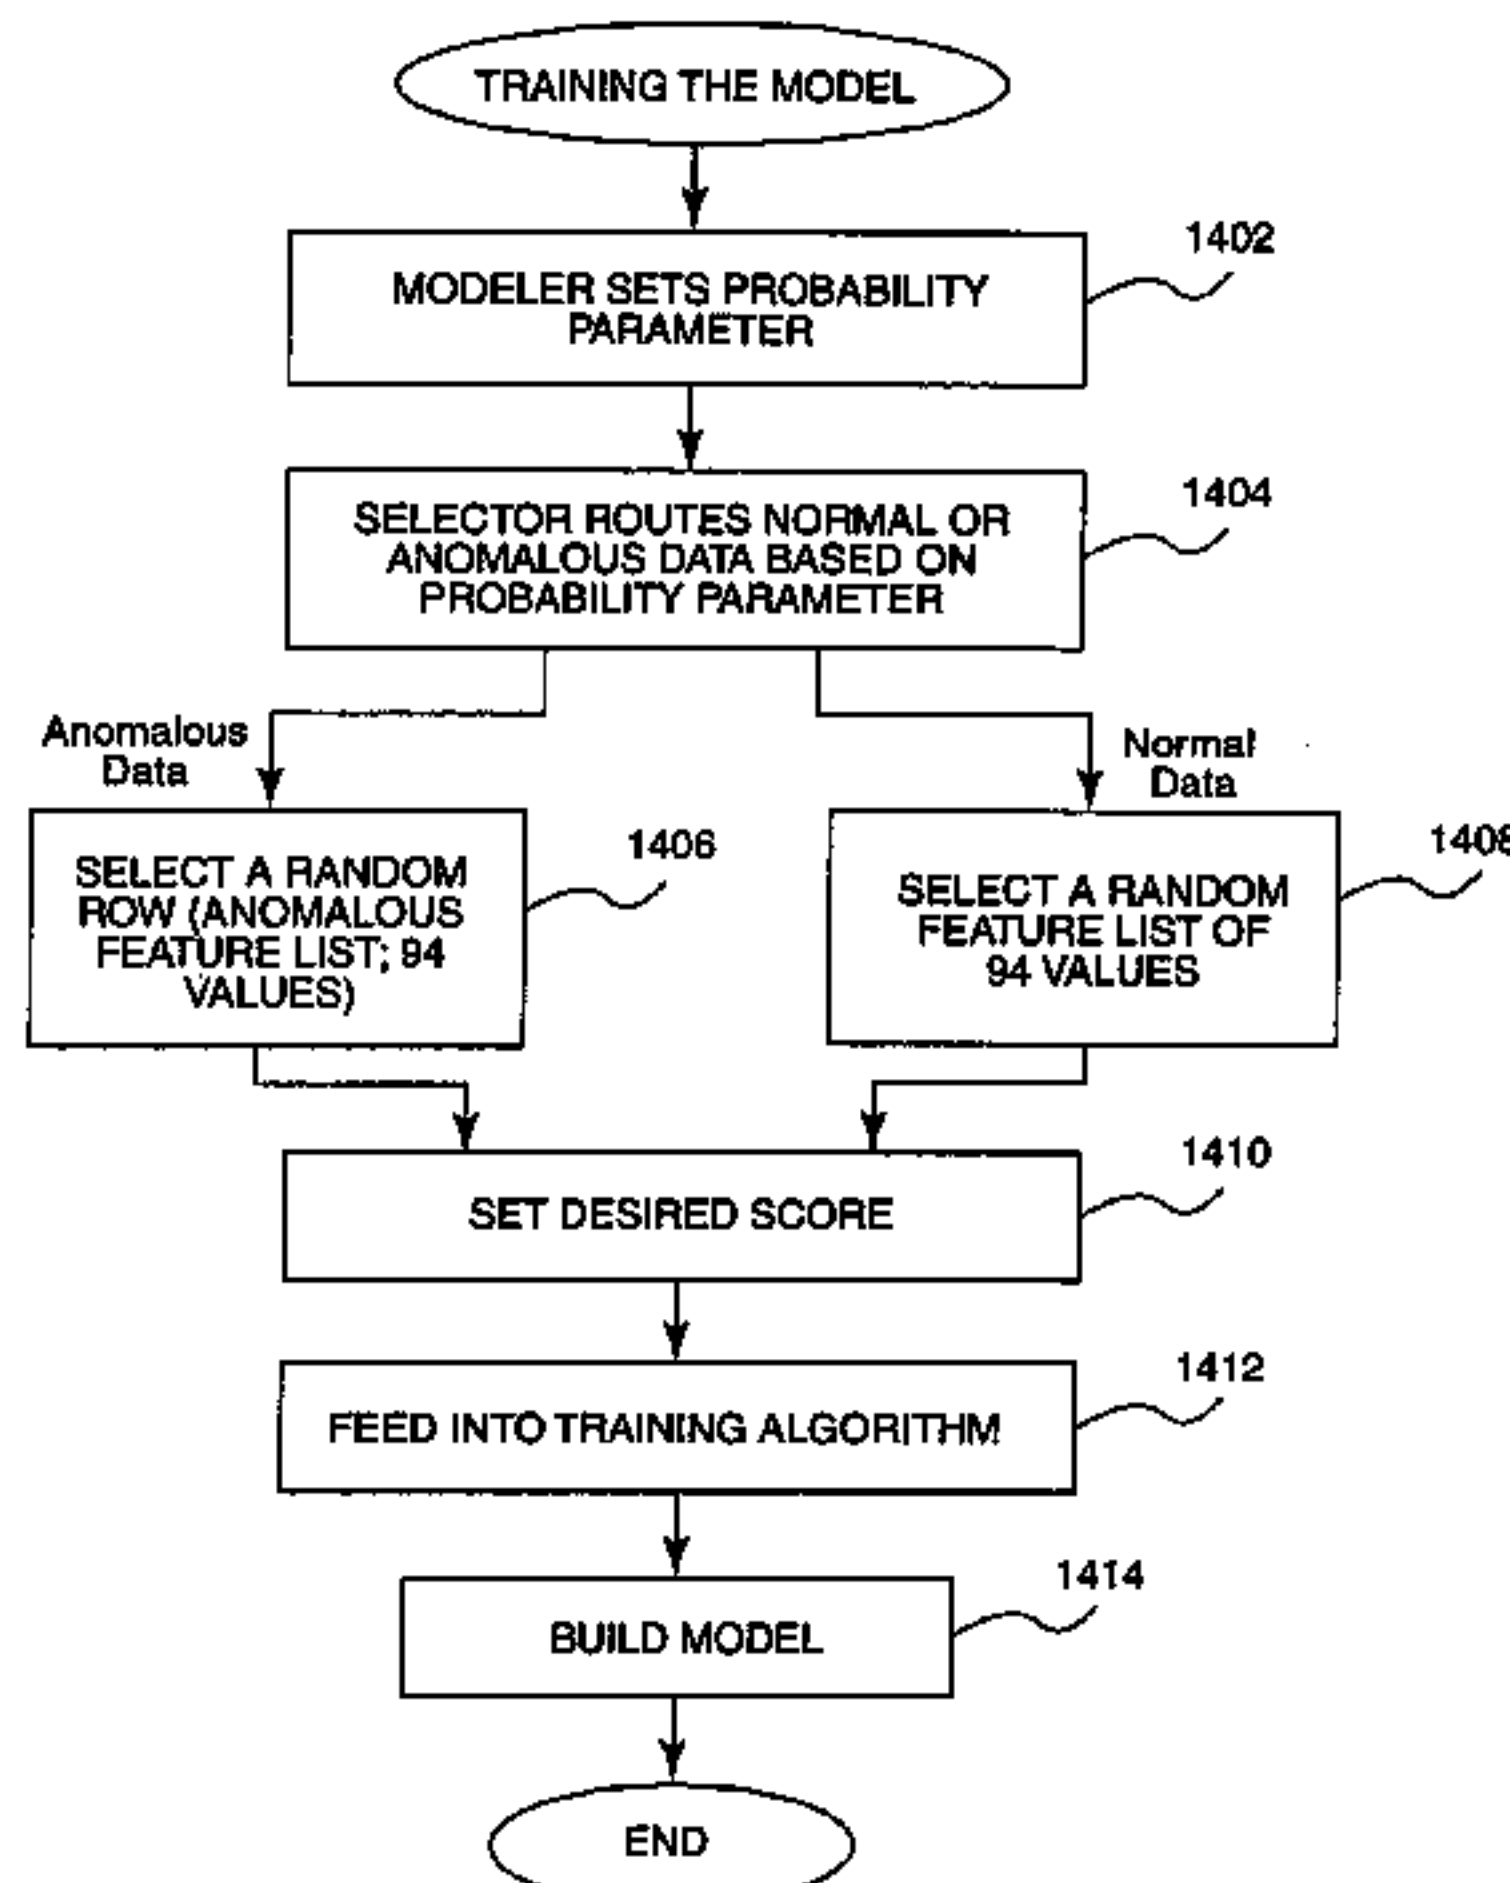 TRAINING THE MODEL
1402
MODELER SETS PROBABILITY
PARAMETER
1404
SELECTOR ROUTES NORMAL OR
ANOMALOUS DATA BASED ON
PROBABILITY PARAMETER
Anomalous
Data
Normal
Data
1406
SELECT A RANDOM
ROW (ANOMALOUS
FEATURE LIST; 94
VALUES)
1408
SELECT A RANDOM
FEATURE LIST OF
94 VALUES
1410
SET DESIRED SCORE
1412
FEED INTO TRAINING ALGORITHM
1414
BUILD MODEL
END